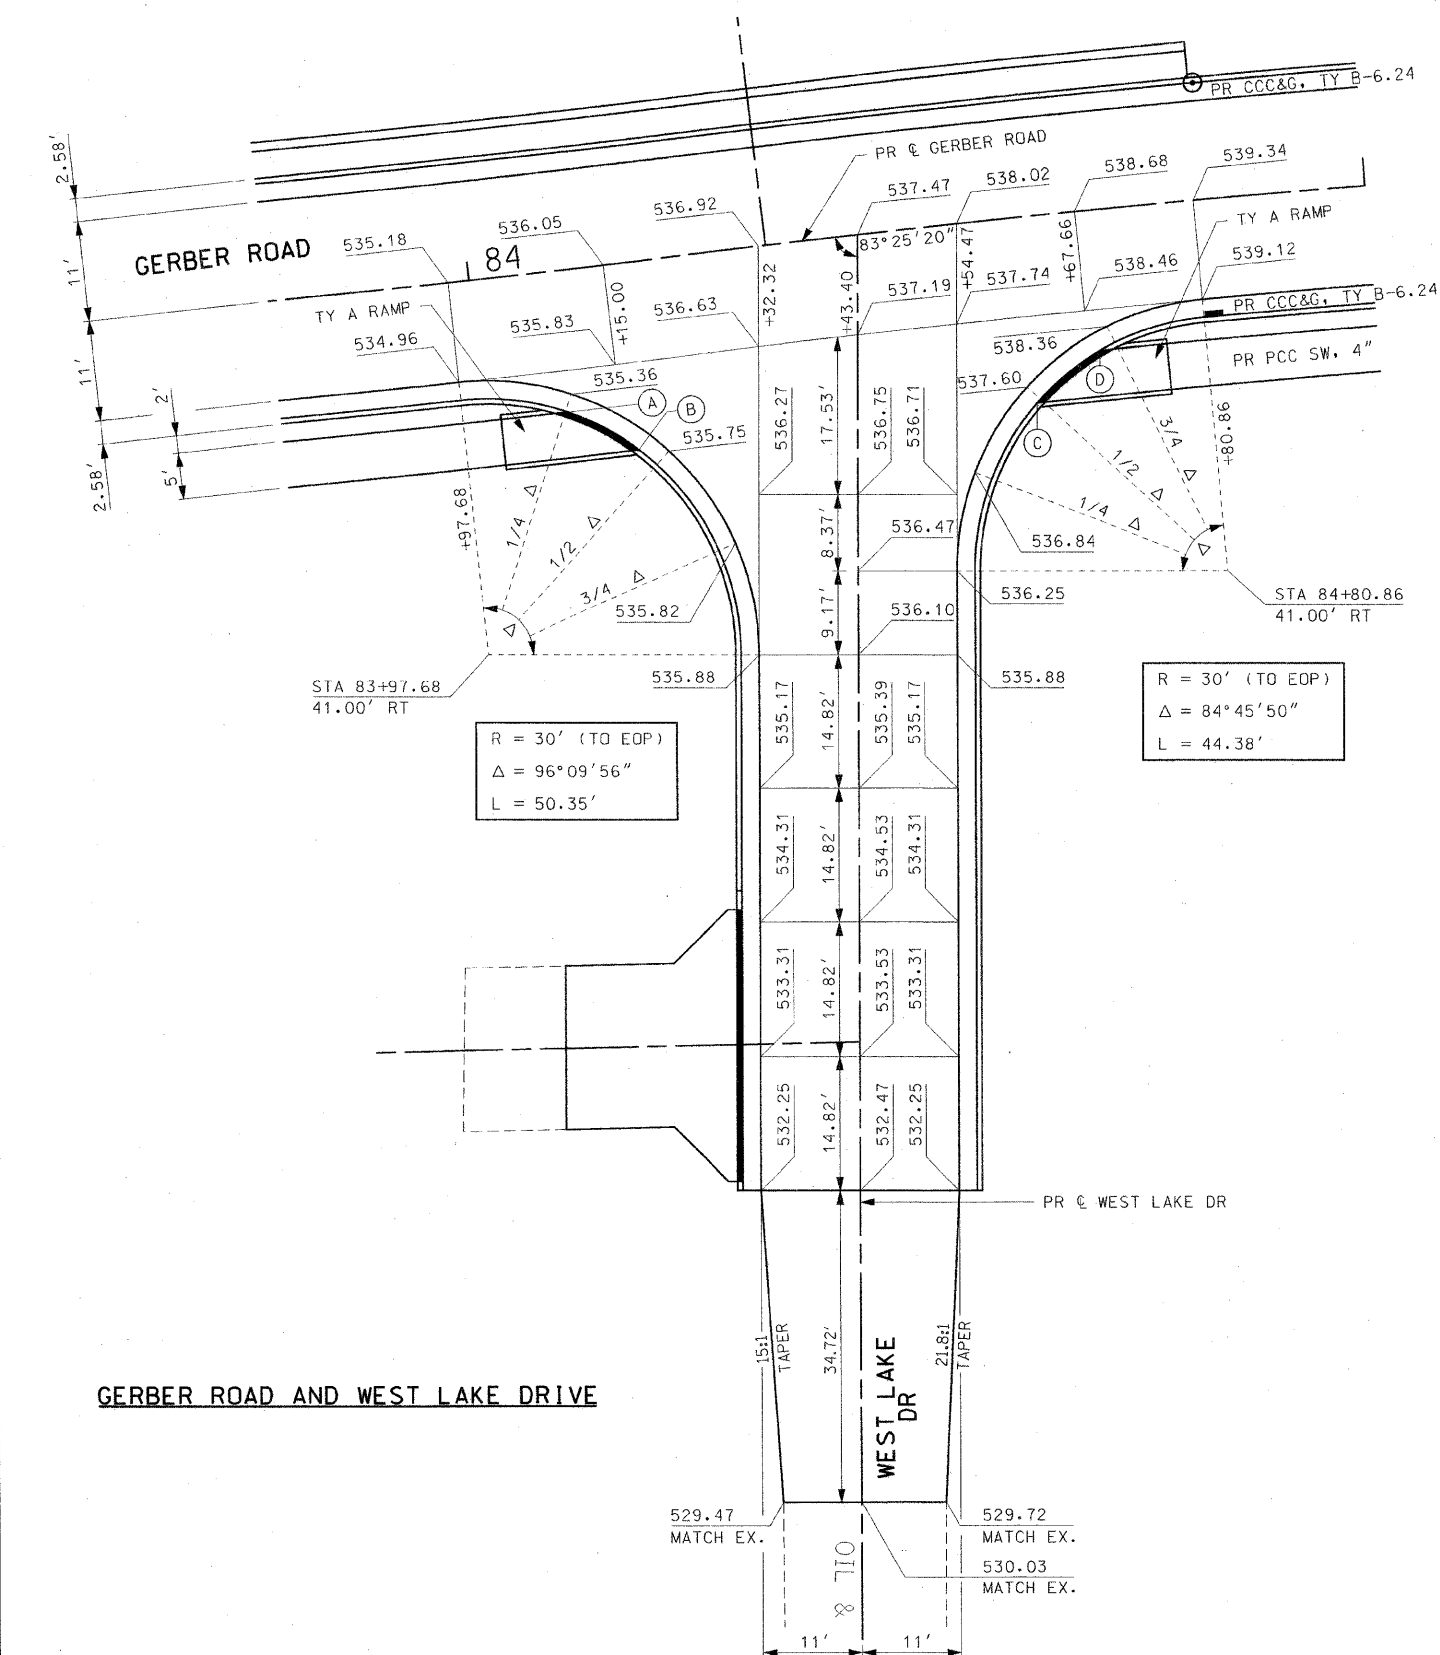 PR CCC&G, TY B-6.24
PR ℄ GERBER ROAD
2.58'
11'
11'
2'
2.58'
5'
GERBER ROAD
84
535.18
536.05
536.92
537.47
538.02
538.68
539.34
TY A RAMP
83°25'20"
TY A RAMP
534.96
535.83
+15.00
536.63
+32.32
+43.40
537.19
+54.47
537.74
+67.66
538.46
539.12
PR CCC&G, TY B-6.24
PR PCC SW, 4"
535.36
A
B
535.75
538.36
537.60
D
C
+97.68
1/4 Δ
1/2 Δ
3/4 Δ
Δ
535.82
536.27
17.53'
536.75
536.71
+80.86
3/4 Δ
1/2 Δ
1/4 Δ
Δ
8.37'
536.47
536.84
9.17'
536.10
536.25
STA 84+80.86
41.00' RT
STA 83+97.68
41.00' RT
535.88
535.88
R = 30' (TO EOP)
Δ = 96°09'56"
L = 50.35'
R = 30' (TO EOP)
Δ = 84°45'50"
L = 44.38'
535.17
14.82'
535.39
535.17
534.31
14.82'
534.53
534.31
533.31
14.82'
533.53
533.31
532.25
14.82'
532.47
532.25
PR ℄ WEST LAKE DR
15:1
TAPER
34.72'
WEST LAKE
DR
21.8:1
TAPER
GERBER ROAD AND WEST LAKE DRIVE
529.47
MATCH EX.
529.72
MATCH EX.
530.03
MATCH EX.
OIL &
11'
11'